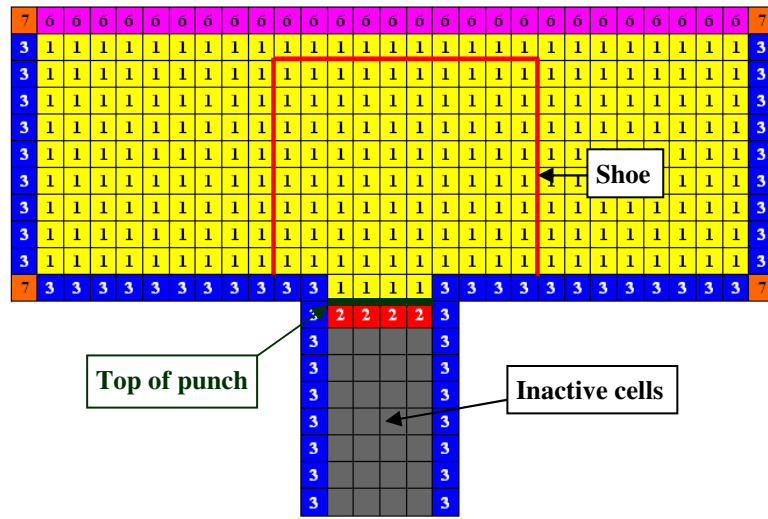 7 6 6 6 6 6 6 6 6 6 6 6 6 6 6 6 6 6 6 6 6 6 6 6 6 6 6 6 7
3 1 1 1 1 1 1 1 1 1 1 1 1 1 1 1 1 1 1 1 1 1 1 1 1 1 1 1 3
3 1 1 1 1 1 1 1 1 1 1 1 1 1 1 1 1 1 1 1 1 1 1 1 1 1 1 1 3
3 1 1 1 1 1 1 1 1 1 1 1 1 1 1 1 1 1 1 1 1 1 1 1 1 1 1 1 3
3 1 1 1 1 1 1 1 1 1 1 1 1 1 1 1 1 1 1 1 1 1 1 1 1 1 1 1 3
3 1 1 1 1 1 1 1 1 1 1 1 1 1 1 1 1 1 1 1 1 1 1 1 1 3
3 1 1 1 1 1 1 1 1 1 1 1 1 1 1 1 1 1 1 1 1 1 1 1 1 3
Shoe
3 1 1 1 1 1 1 1 1 1 1 1 1 1 1 1 1 1 1 1 1 1 1 1 1 1 1 1 3
3 1 1 1 1 1 1 1 1 1 1 1 1 1 1 1 1 1 1 1 1 1 1 1 1 1 1 1 3
3 1 1 1 1 1 1 1 1 1 1 1 1 1 1 1 1 1 1 1 1 1 1 1 1 1 1 1 3
7 3 3 3 3 3 3 3 3 3 3 3 1 1 1 1 3 3 3 3 3 3 3 3 3 3 3 3 7
3 2 2 2 2 3
3 3
3 3
Top of punch
3 3
Inactive cells
3 3
3 3
3 3
3 3